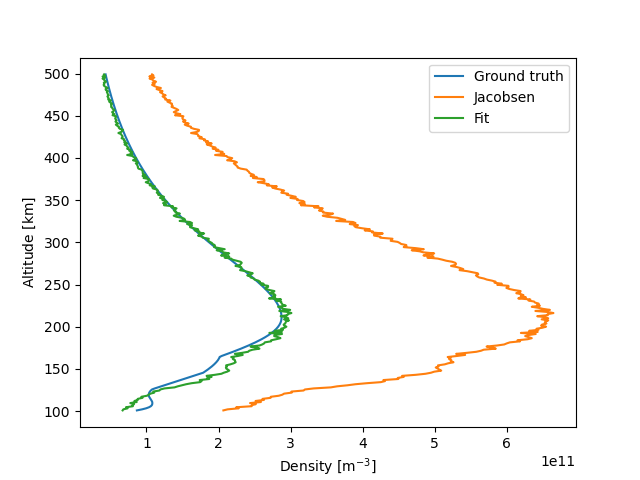 Ground truth
Jacobsen
Fit
500
450
400
350
300
250
200
150
100
Altitude [km]
1 2 3 4 5 6
1e11
Density [m⁻³]